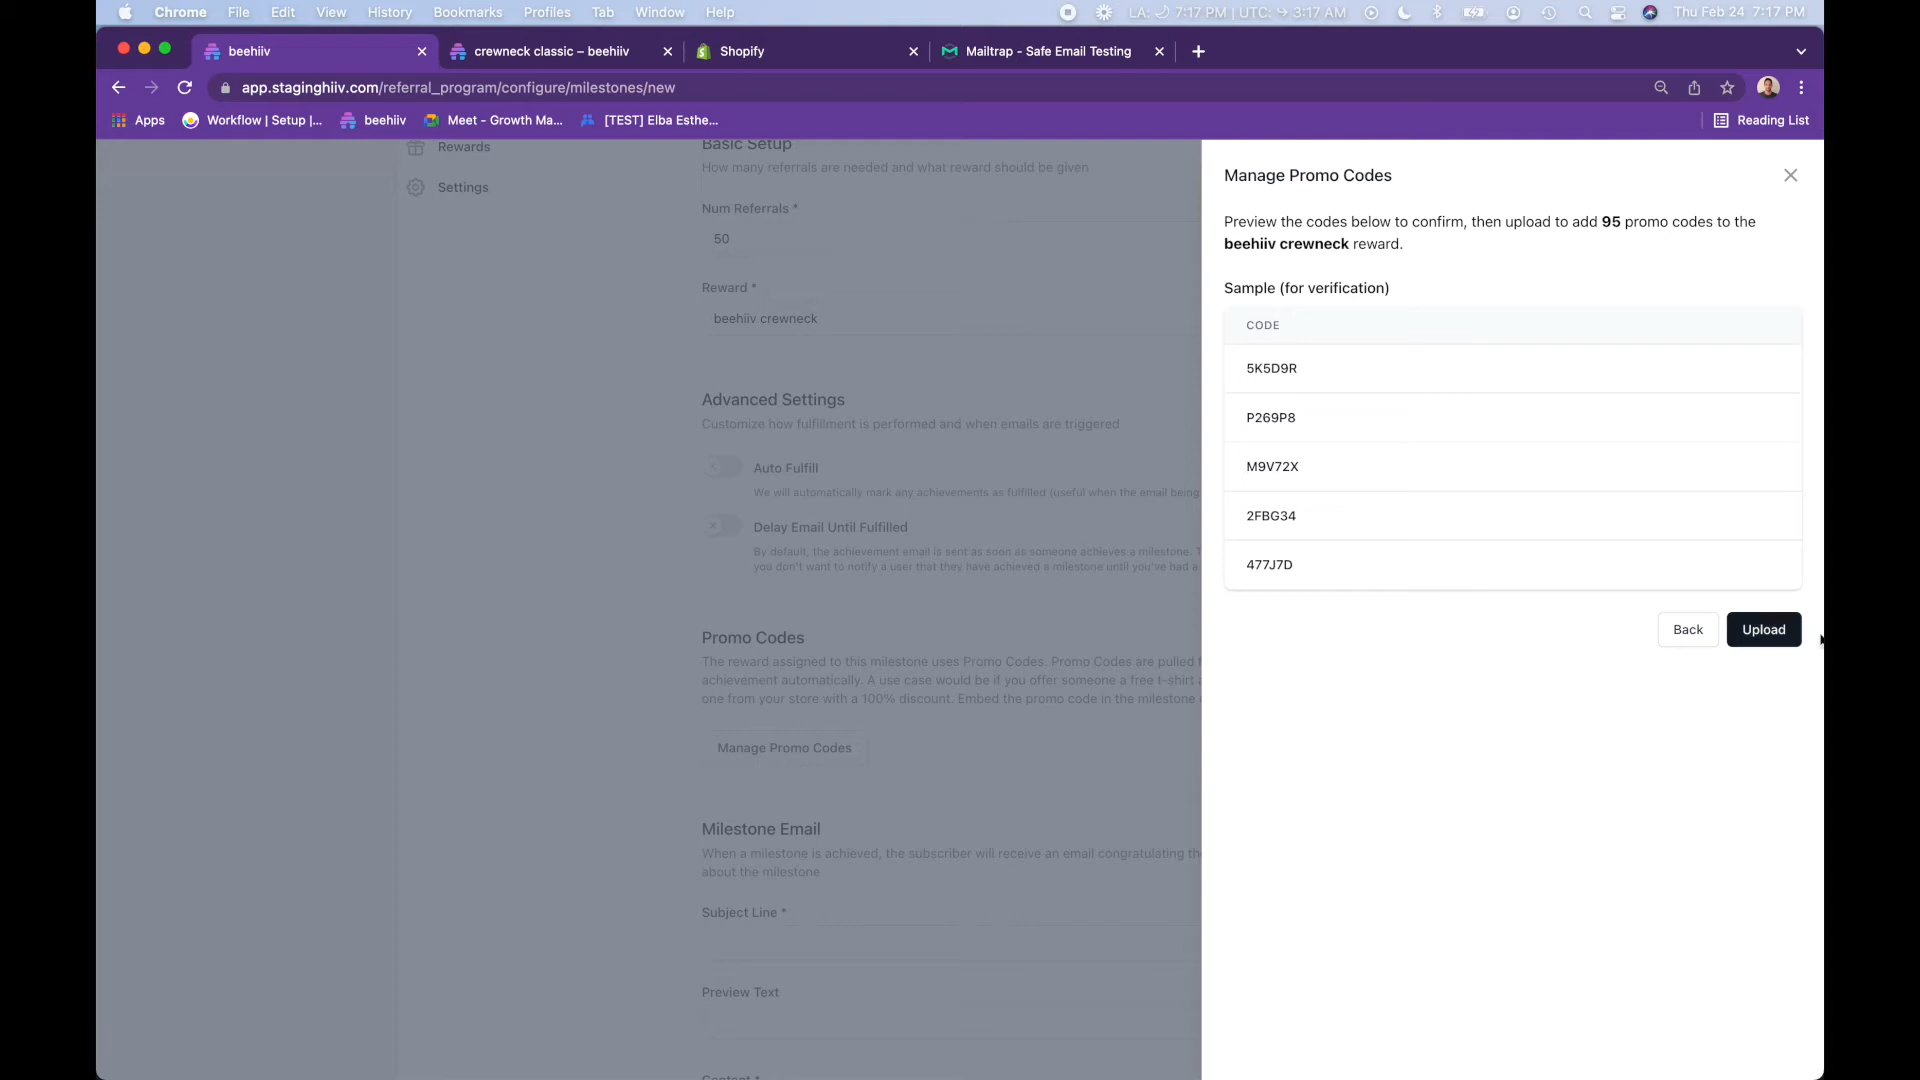 Chrome File Edit View History Bookmarks Profiles Tab Window Help LA: 7:17 PM | UTC: 3:17 AM Thu Feb 24 7:17 PM
beehiiv crewneck classic – beehiiv Shopify Mailtrap - Safe Email Testing
app.staginghiiv.com/referral_program/configure/milestones/new
Apps Workflow | Setup |... beehiiv Meet - Growth Ma... [TEST] Elba Esthe... Reading List
Rewards
Settings
Basic Setup
How many referrals are needed and what reward should be given
Num Referrals *
50
Reward *
beehiiv crewneck
Advanced Settings
Customize how fulfillment is performed and when emails are triggered
Auto Fulfill
We will automatically mark any achievements as fulfilled (useful when the email being
Delay Email Until Fulfilled
By default, the achievement email is sent as soon as someone achieves a milestone.
you don't want to notify a user that they have achieved a milestone until you've had a
Promo Codes
The reward assigned to this milestone uses Promo Codes. Promo Codes are pulled
achievement automatically. A use case would be if you offer someone a free t-shirt
one from your store with a 100% discount. Embed the promo code in the milestone
Manage Promo Codes
Milestone Email
When a milestone is achieved, the subscriber will receive an email congratulating
about the milestone
Subject Line *
Preview Text
Manage Promo Codes
Preview the codes below to confirm, then upload to add 95 promo codes to the
beehiiv crewneck reward.
Sample (for verification)
CODE
5K5D9R
P269P8
M9V72X
2FBG34
477J7D
Back Upload